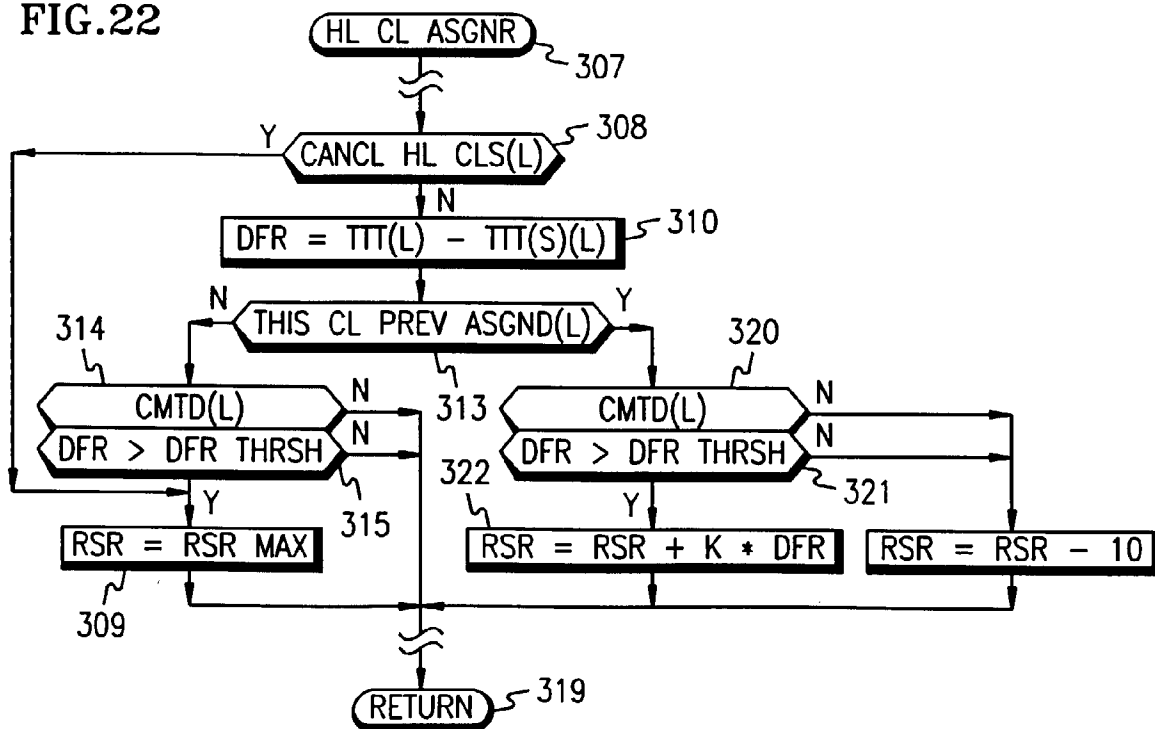 FIG.22
HL CL ASGNR
307
308
Y
CANCL HL CLS(L)
N
DFR = TTT(L) - TTT(S)(L)
310
N
THIS CL PREV ASGND(L)
Y
313
314
CMTD(L)
N
DFR > DFR THRSH
N
315
Y
RSR = RSR MAX
309
320
CMTD(L)
N
DFR > DFR THRSH
N
321
322
Y
RSR = RSR + K * DFR
RSR = RSR - 10
RETURN
319